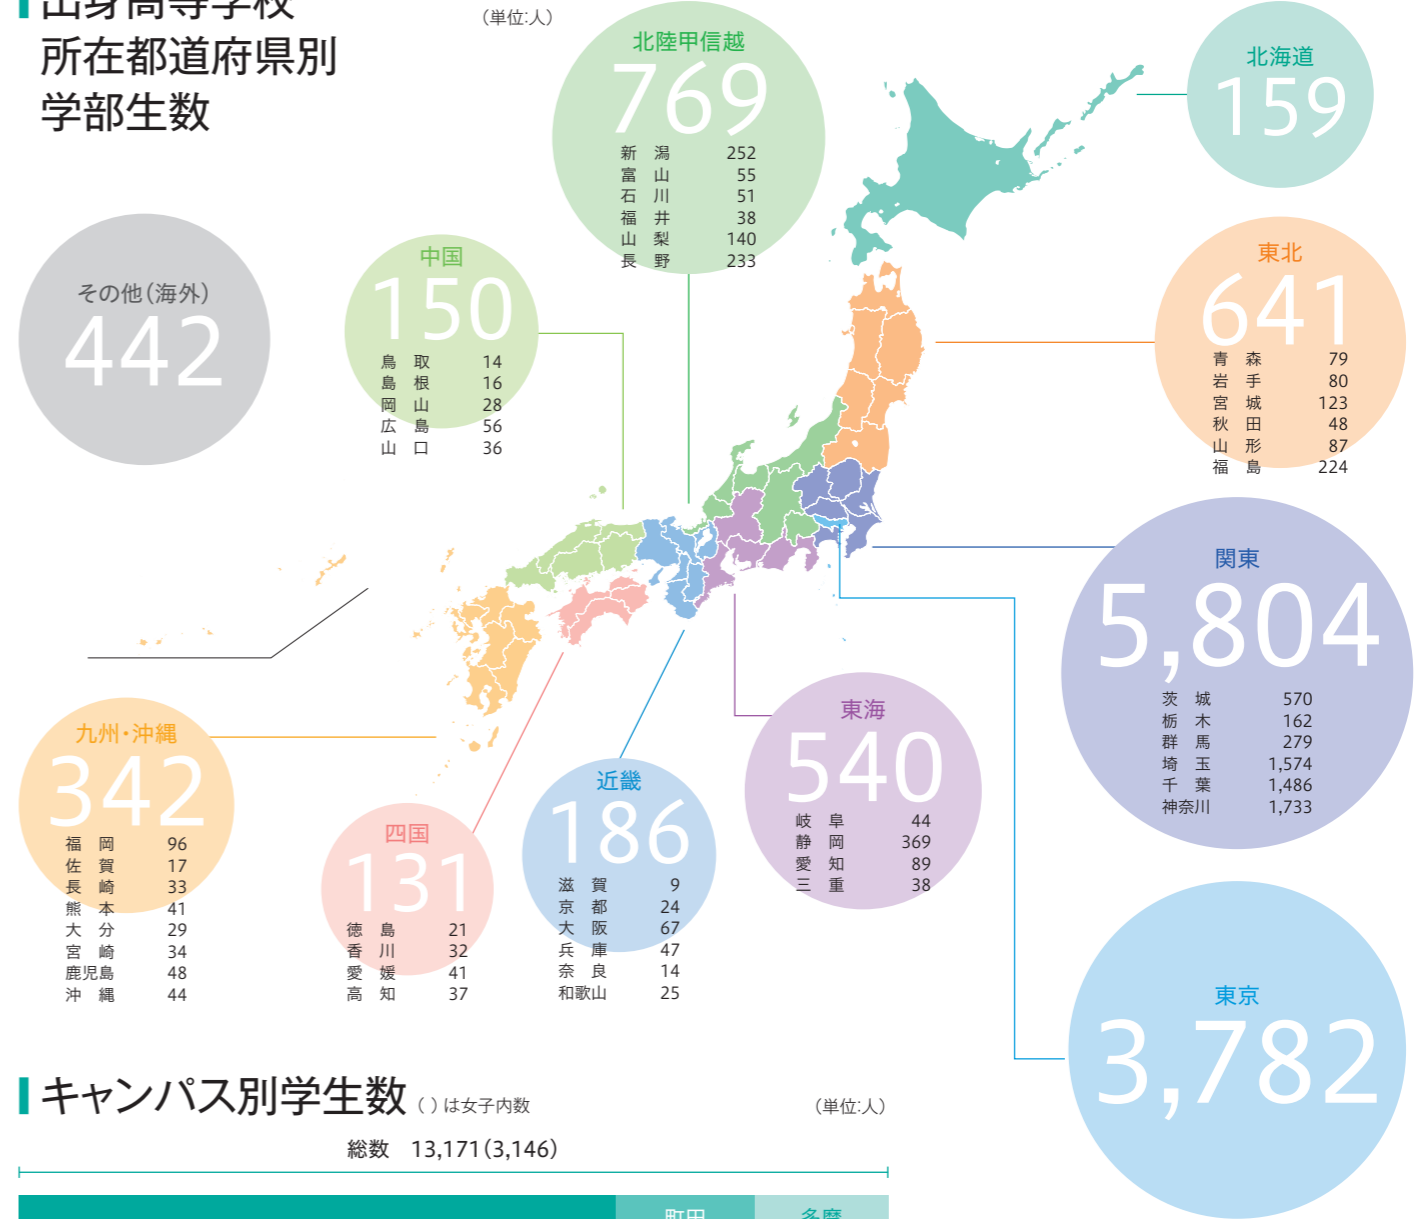 出身高等学校
所在都道府県別
学部生数
（単位:人）
北陸甲信越
769
新潟 252
富山 55
石川 51
福井 38
山梨 140
長野 233
北海道
159
その他（海外）
442
中国
150
鳥取 14
島根 16
岡山 28
広島 56
山口 36
東北
641
青森 79
岩手 80
宮城 123
秋田 48
山形 87
福島 224
関東
5,804
茨城 570
栃木 162
群馬 279
埼玉 1,574
千葉 1,486
神奈川 1,733
九州・沖縄
342
福岡 96
佐賀 17
長崎 33
熊本 41
大分 29
宮崎 34
鹿児島 48
沖縄 44
四国
131
徳島 21
香川 32
愛媛 41
高知 37
近畿
186
滋賀 9
京都 24
大阪 67
兵庫 47
奈良 14
和歌山 25
東海
540
岐阜 44
静岡 369
愛知 89
三重 38
東京
3,782
キャンパス別学生数 （ ）は女子内数
（単位:人）
総数 13,171（3,146）
町田 多摩